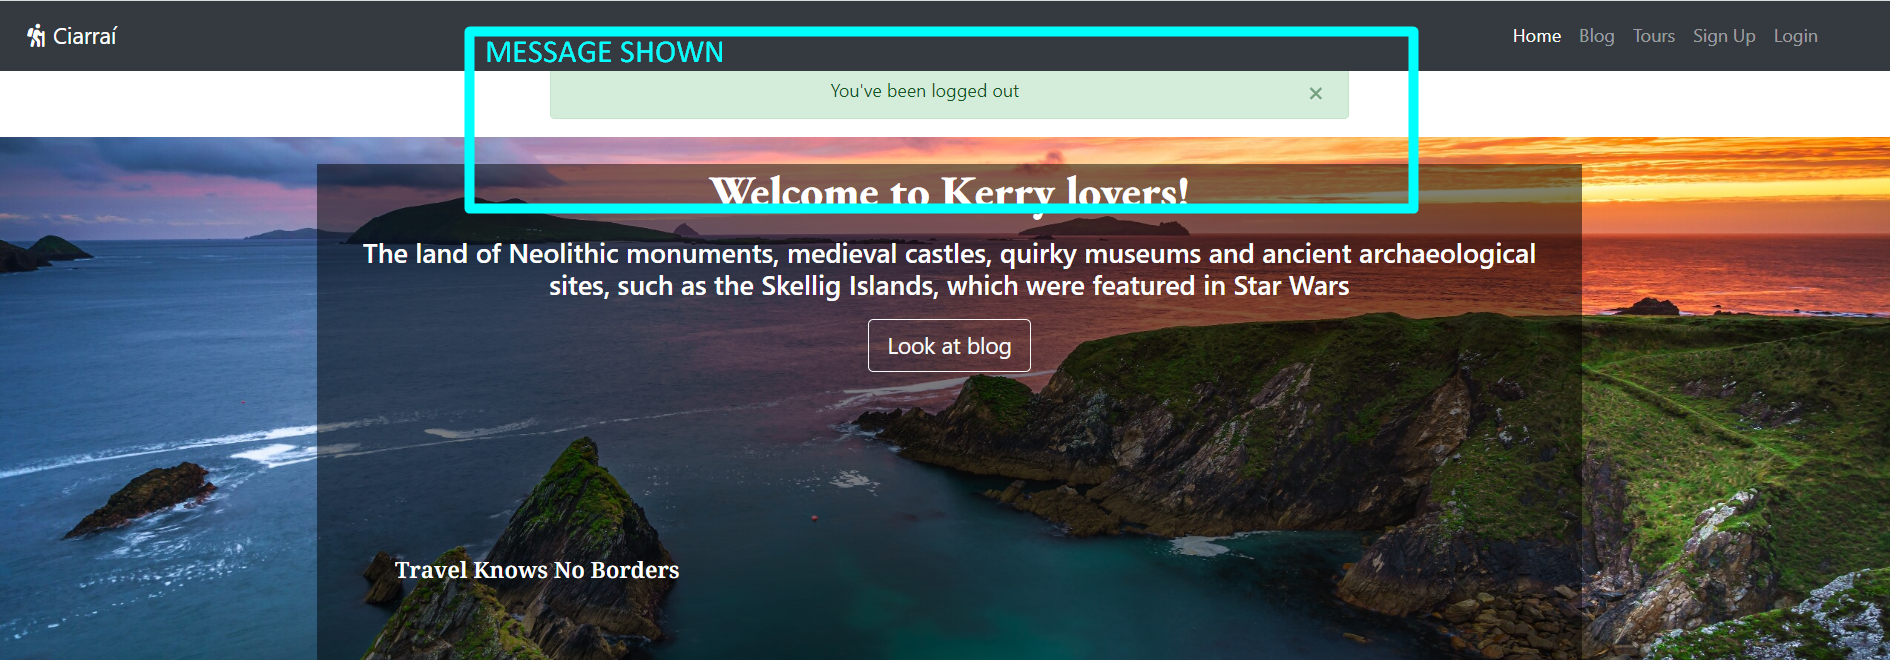 Ciarraí
Home Blog Tours Sign Up Login
MESSAGE SHOWN
You've been logged out ×
Welcome to Kerry lovers!
The land of Neolithic monuments, medieval castles, quirky museums and ancient archaeological
sites, such as the Skellig Islands, which were featured in Star Wars
Look at blog
Travel Knows No Borders